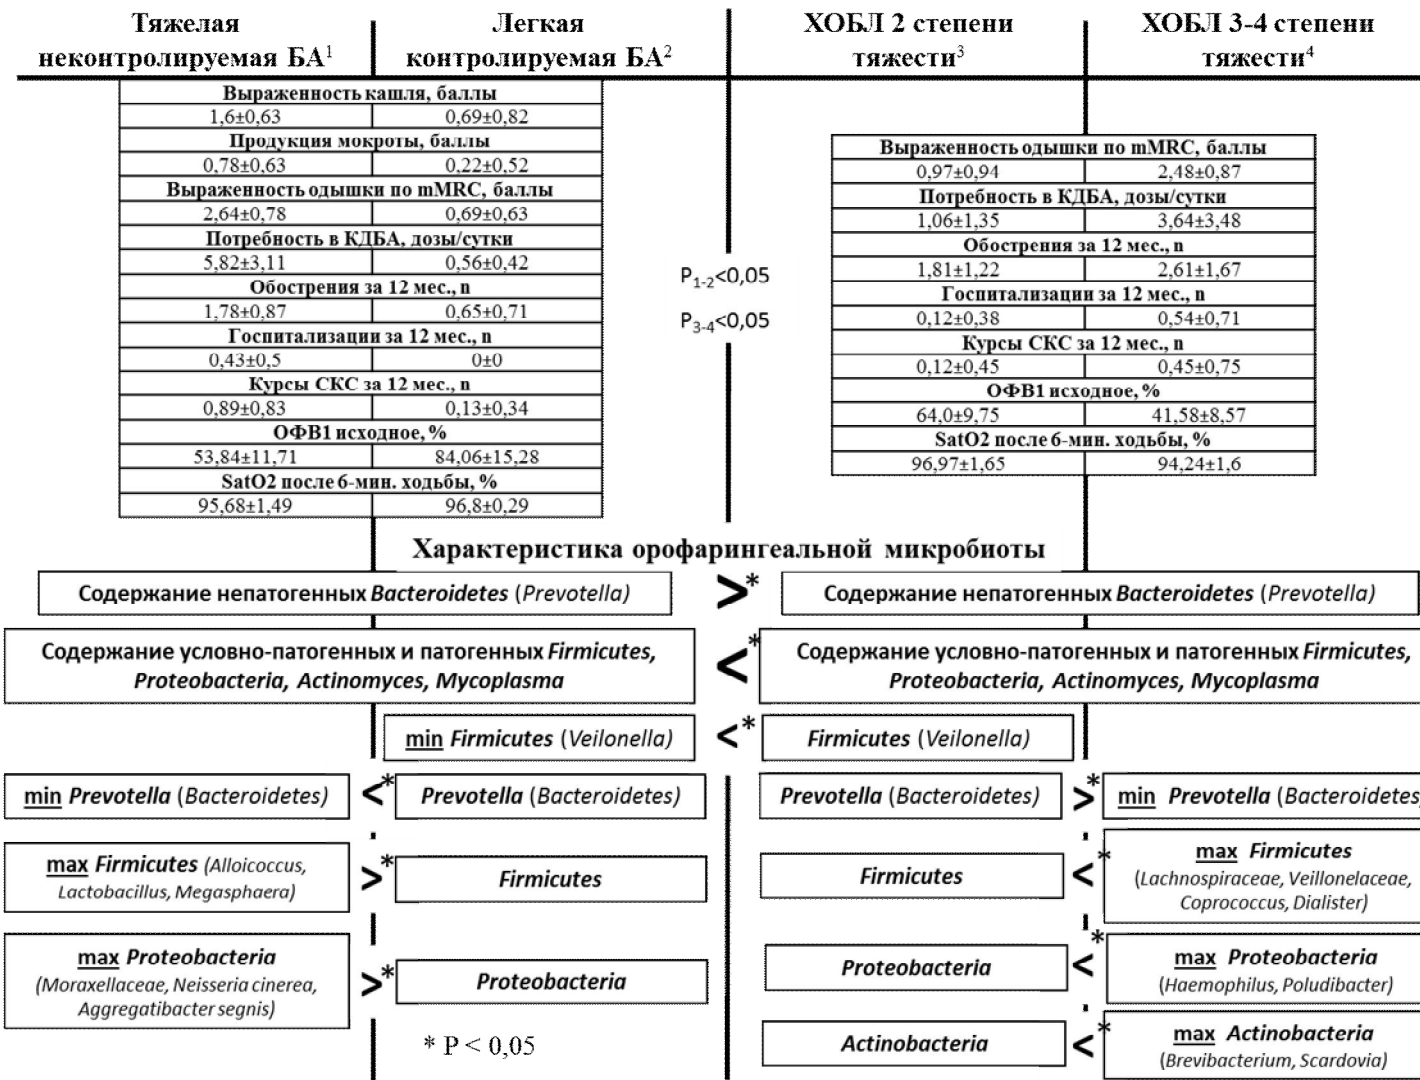 Тяжелая
неконтролируемая БА1
Легкая
контролируемая БА2
ХОБЛ 2 степени
тяжести3
ХОБЛ 3-4 степени
тяжести4
Выраженность кашля, баллы
1,6±0,63 0,69±0,82
Продукция мокроты, баллы
0,78±0,63 0,22±0,52
Выраженность одышки по mMRC, баллы
2,64±0,78 0,69±0,63
Потребность в КДБА, дозы/сутки
5,82±3,11 0,56±0,42
Обострения за 12 мес., n
1,78±0,87 0,65±0,71
Госпитализации за 12 мес., n
0,43±0,5 0±0
Курсы СКС за 12 мес., n
0,89±0,83 0,13±0,34
ОФВ1 исходное, %
53,84±11,71 84,06±15,28
SatO2 после 6-мин. ходьбы, %
95,68±1,49 96,8±0,29
P1-2<0,05
P3-4<0,05
Выраженность одышки по mMRC, баллы
0,97±0,94 2,48±0,87
Потребность в КДБА, дозы/сутки
1,06±1,35 3,64±3,48
Обострения за 12 мес., n
1,81±1,22 2,61±1,67
Госпитализации за 12 мес., n
0,12±0,38 0,54±0,71
Курсы СКС за 12 мес., n
0,12±0,45 0,45±0,75
ОФВ1 исходное, %
64,0±9,75 41,58±8,57
SatO2 после 6-мин. ходьбы, %
96,97±1,65 94,24±1,6
Характеристика орофарингеальной микробиоты
Содержание непатогенных Bacteroidetes (Prevotella) >* Содержание непатогенных Bacteroidetes (Prevotella)
Содержание условно-патогенных и патогенных Firmicutes,
Proteobacteria, Actinomyces, Mycoplasma
<*
Содержание условно-патогенных и патогенных Firmicutes,
Proteobacteria, Actinomyces, Mycoplasma
min Firmicutes (Veilonella) <* Firmicutes (Veilonella)
min Prevotella (Bacteroidetes) <* Prevotella (Bacteroidetes) Prevotella (Bacteroidetes) >* min Prevotella (Bacteroidetes
max Firmicutes (Alloicoccus,
Lactobacillus, Megasphaera)
>*
Firmicutes
Firmicutes
<*
max Firmicutes
(Lachnospiraceae, Veillonelaceae,
Coprococcus, Dialister)
max Proteobacteria
(Moraxellaceae, Neisseria cinerea,
Aggregatibacter segnis)
>*
Proteobacteria
Proteobacteria
<*
max Proteobacteria
(Haemophilus, Poludibacter)
* P < 0,05
Actinobacteria
<*
max Actinobacteria
(Brevibacterium, Scardovia)